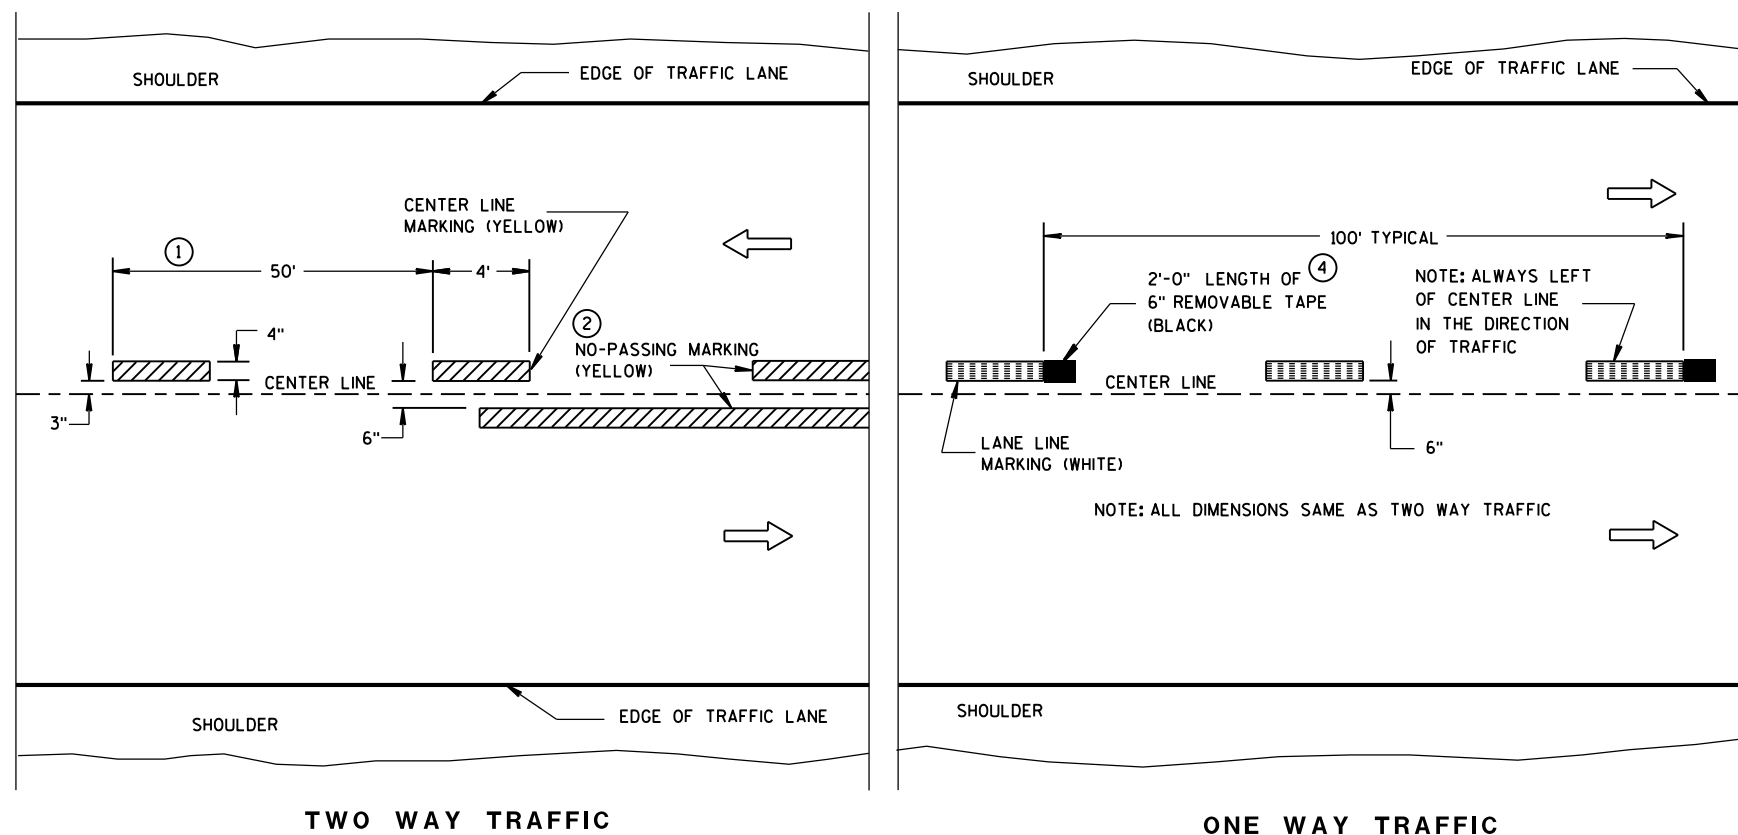 SHOULDER
EDGE OF TRAFFIC LANE
CENTER LINE
MARKING (YELLOW)
1
50'
4'
4"
2
NO-PASSING MARKING
(YELLOW)
CENTER LINE
3"
6"
SHOULDER
EDGE OF TRAFFIC LANE
TWO WAY TRAFFIC
SHOULDER
EDGE OF TRAFFIC LANE
100' TYPICAL
2'-0" LENGTH OF 4
6" REMOVABLE TAPE
(BLACK)
NOTE: ALWAYS LEFT
OF CENTER LINE
IN THE DIRECTION
OF TRAFFIC
CENTER LINE
LANE LINE
MARKING (WHITE)
6"
NOTE: ALL DIMENSIONS SAME AS TWO WAY TRAFFIC
SHOULDER
ONE WAY TRAFFIC